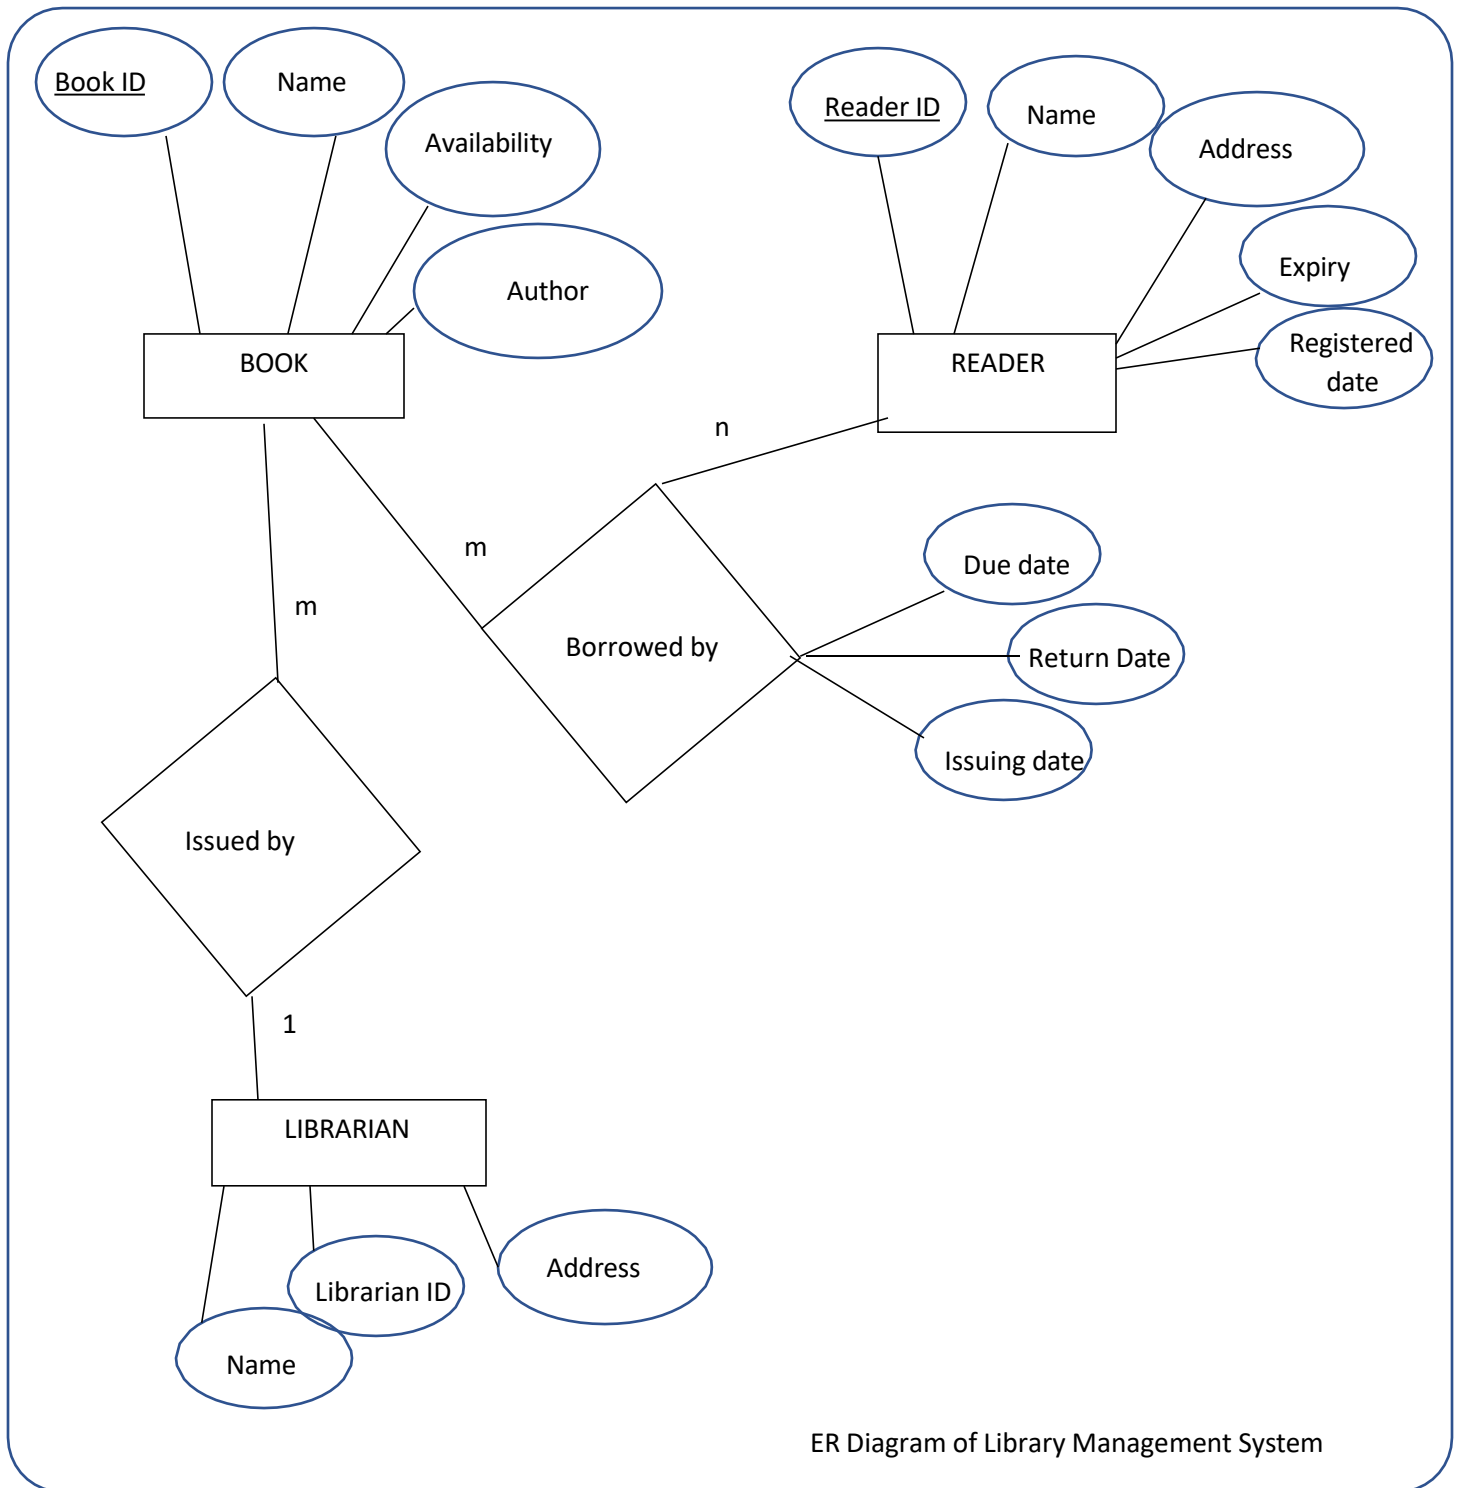 Book ID
Name
Availability
Author
BOOK
Reader ID
Name
Address
Expiry
Registered
date
READER
n
m
m
Borrowed by
Due date
Return Date
Issuing date
Issued by
1
LIBRARIAN
Librarian ID
Address
Name
ER Diagram of Library Management System